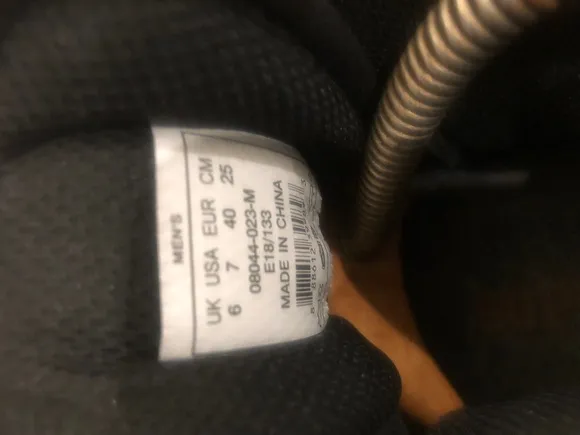 MEN'S
UK USA EUR CM
6 7 40 25
08044-023-M
E18/133
MADE IN CHINA